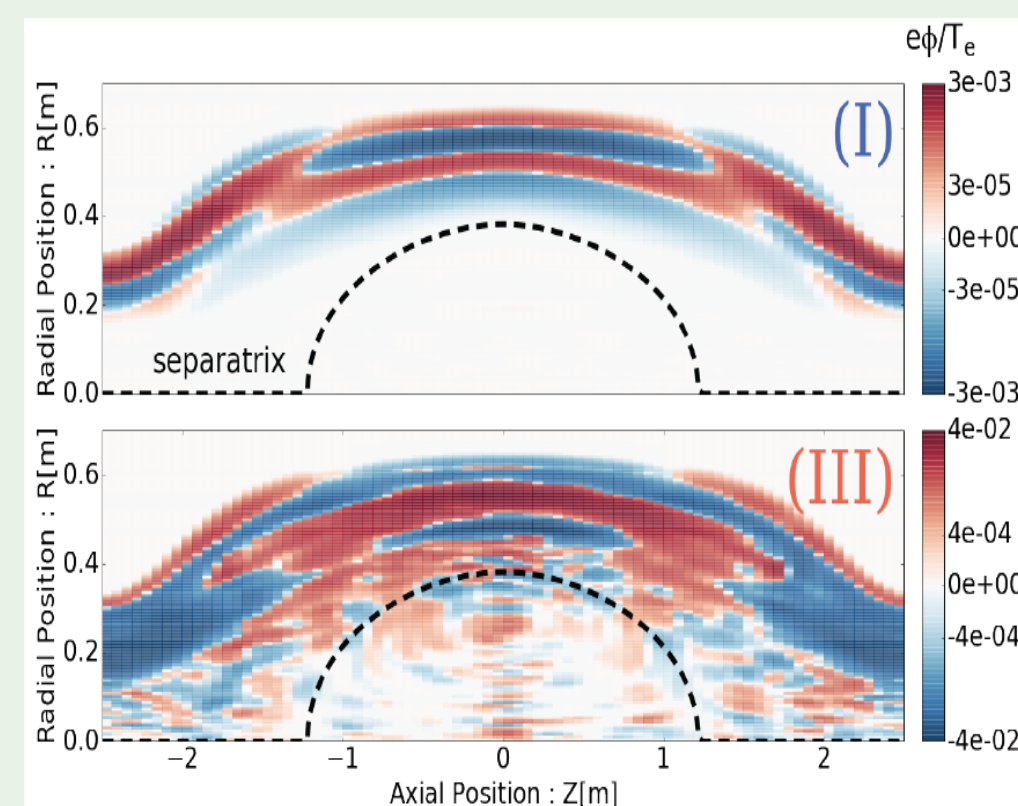 eϕ/Tₑ
Radial Position : R[m]
0.6
0.4
0.2
0.0
(I)
separatrix
3e-03
3e-05
0e+00
-3e-05
-3e-03
Radial Position : R[m]
0.6
0.4
0.2
0.0
(III)
4e-02
4e-04
0e+00
-4e-04
-4e-02
−2 −1 0 1 2
Axial Position : Z[m]